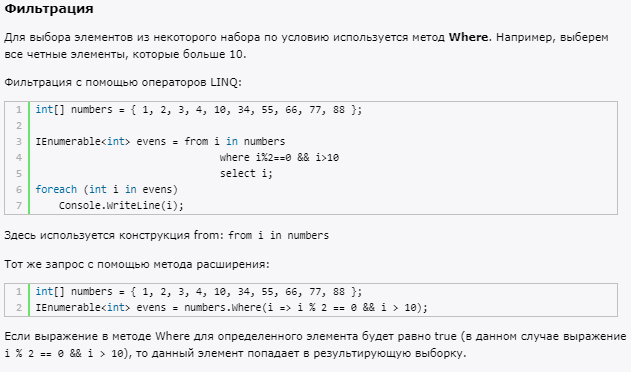 Фильтрация
Для выбора элементов из некоторого набора по условию используется метод Where. Например, выберем
все четные элементы, которые больше 10.
Фильтрация с помощью операторов LINQ:
1 int[] numbers = { 1, 2, 3, 4, 10, 34, 55, 66, 77, 88 };
2
3 IEnumerable<int> evens = from i in numbers
4                          where i%2==0 && i>10
5                          select i;
6 foreach (int i in evens)
7     Console.WriteLine(i);
Здесь используется конструкция from: from i in numbers
Тот же запрос с помощью метода расширения:
1 int[] numbers = { 1, 2, 3, 4, 10, 34, 55, 66, 77, 88 };
2 IEnumerable<int> evens = numbers.Where(i => i % 2 == 0 && i > 10);
Если выражение в методе Where для определенного элемента будет равно true (в данном случае выражение
i % 2 == 0 && i > 10), то данный элемент попадает в результирующую выборку.